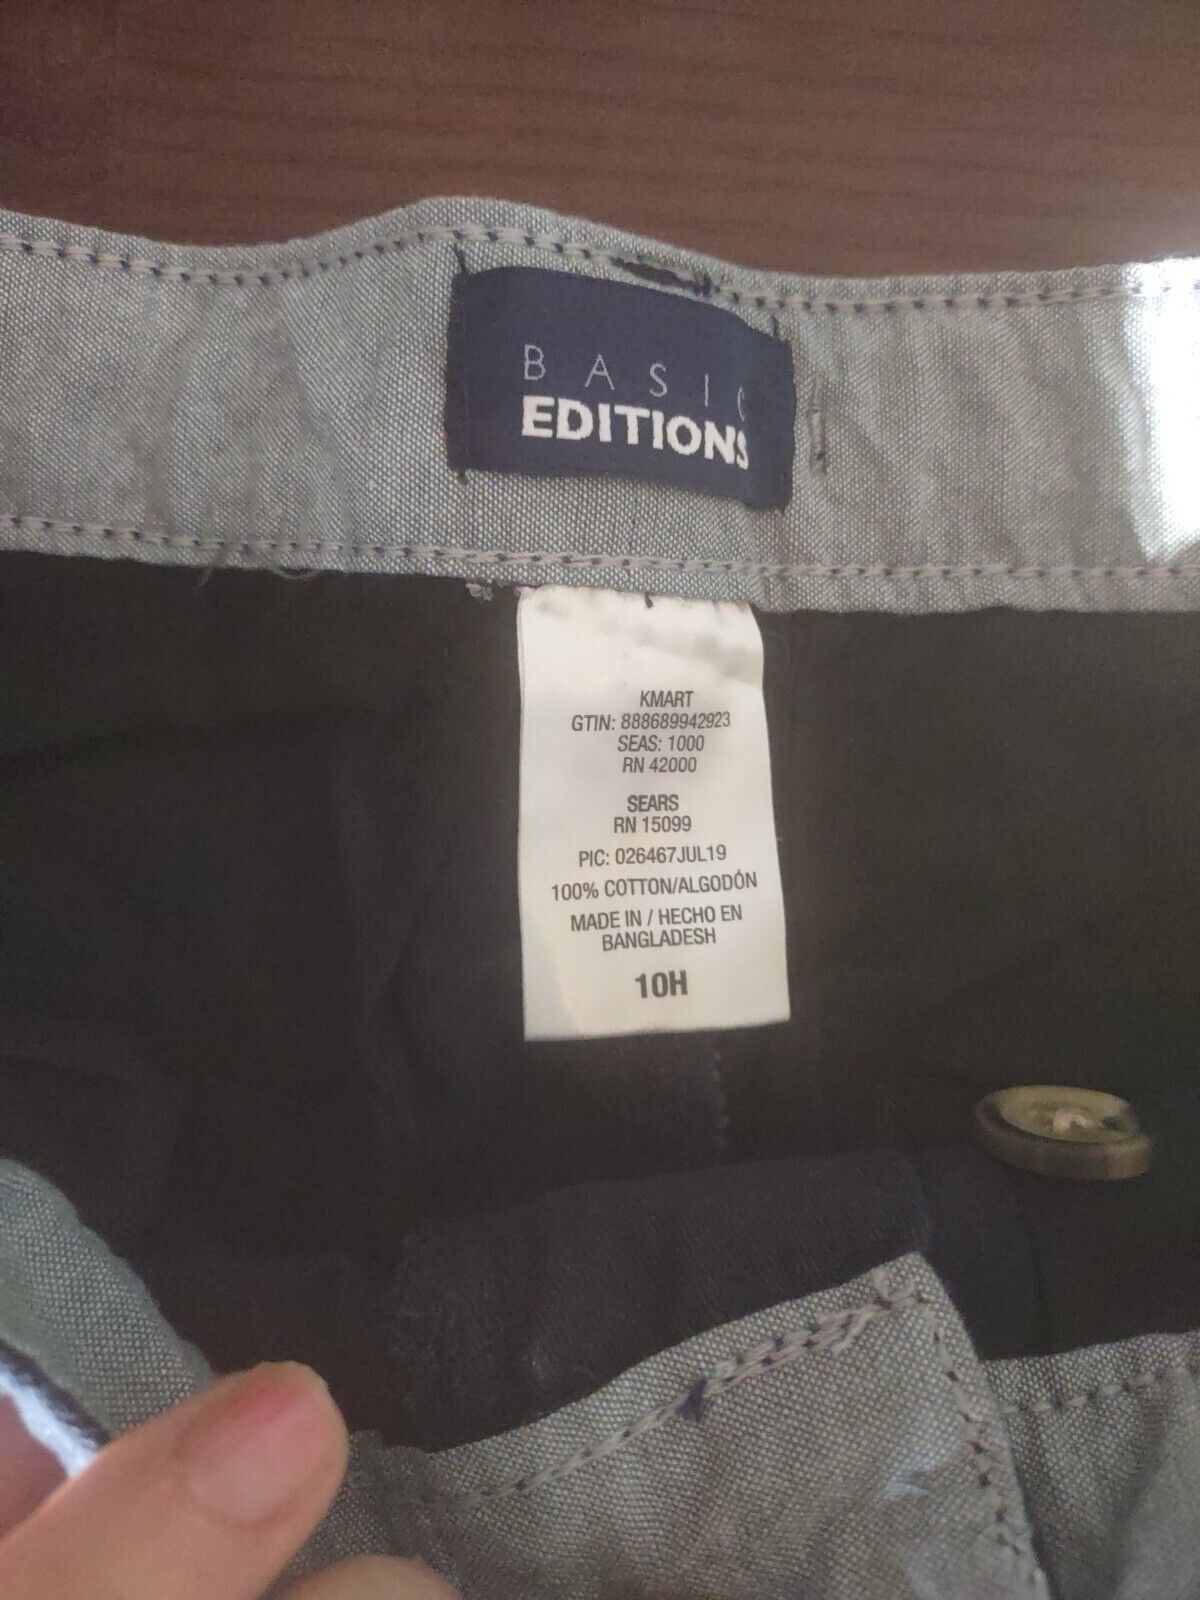 BASIC
EDITIONS
KMART
GTIN: 888689942923
SEAS: 1000
RN 42000
SEARS
RN 15099
PIC: 026467JUL19
100% COTTON/ALGODÓN
MADE IN / HECHO EN
BANGLADESH
10H